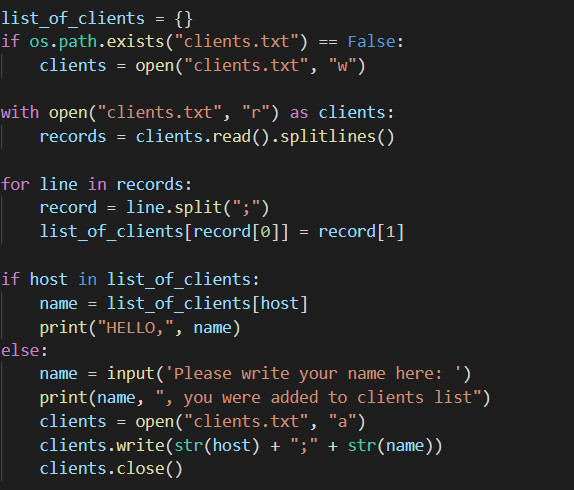 list_of_clients = {}
if os.path.exists("clients.txt") == False:
    clients = open("clients.txt", "w")

with open("clients.txt", "r") as clients:
    records = clients.read().splitlines()

for line in records:
    record = line.split(";")
    list_of_clients[record[0]] = record[1]

if host in list_of_clients:
    name = list_of_clients[host]
    print("HELLO,", name)
else:
    name = input('Please write your name here: ')
    print(name, ", you were added to clients list")
    clients = open("clients.txt", "a")
    clients.write(str(host) + ";" + str(name))
    clients.close()